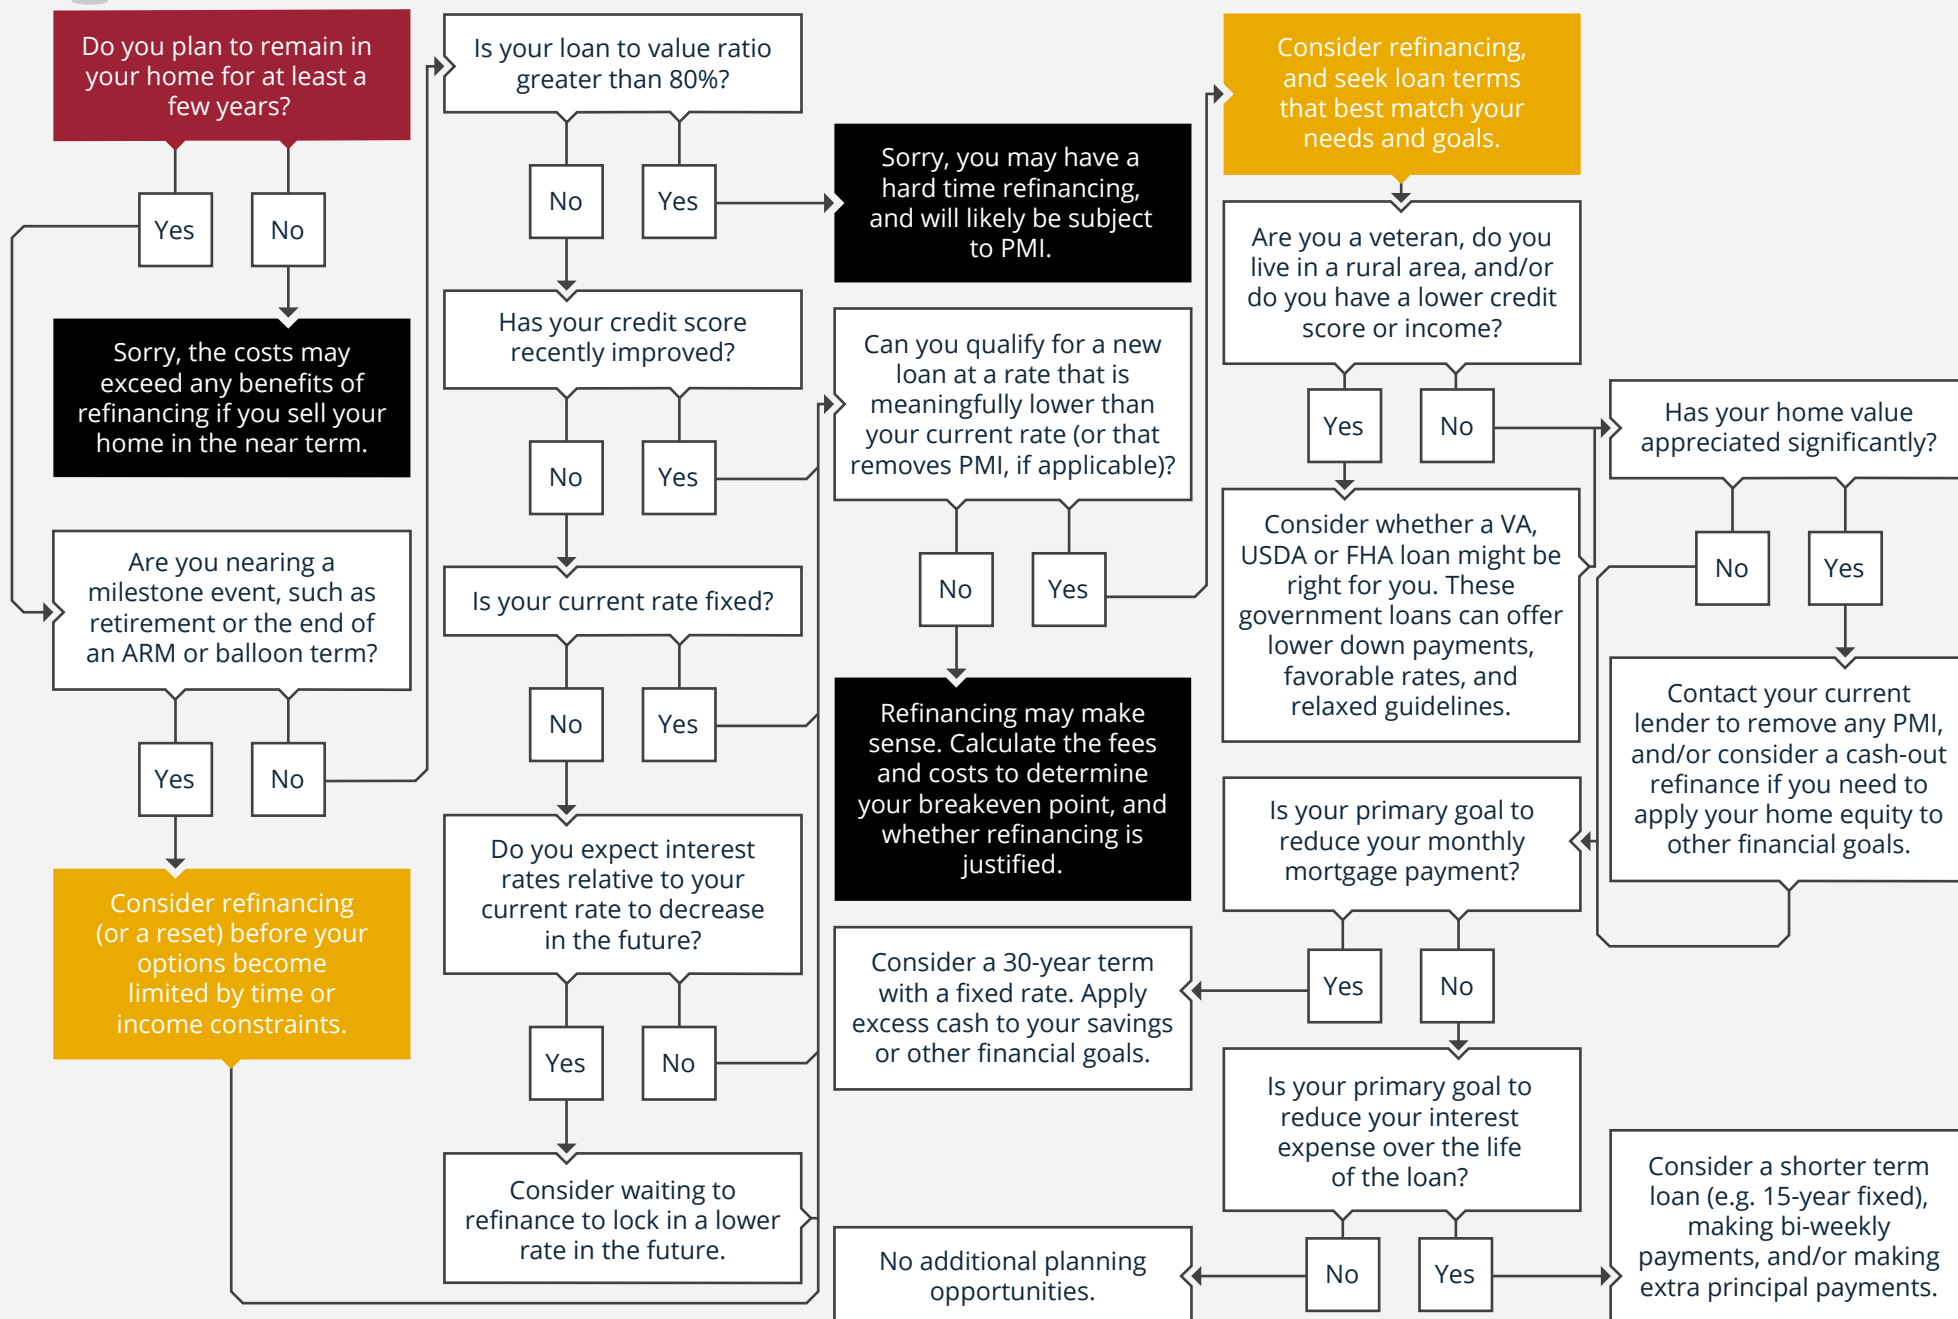 Do you plan to remain in
your home for at least a
few years?
Yes
No
Sorry, the costs may
exceed any benefits of
refinancing if you sell your
home in the near term.
Are you nearing a
milestone event, such as
retirement or the end of
an ARM or balloon term?
Yes
No
Consider refinancing
(or a reset) before your
options become
limited by time or
income constraints.
Is your loan to value ratio
greater than 80%?
No
Yes
Has your credit score
recently improved?
No
Yes
Is your current rate fixed?
No
Yes
Do you expect interest
rates relative to your
current rate to decrease
in the future?
Yes
No
Consider waiting to
refinance to lock in a lower
rate in the future.
Sorry, you may have a
hard time refinancing,
and will likely be subject
to PMI.
Can you qualify for a new
loan at a rate that is
meaningfully lower than
your current rate (or that
removes PMI, if applicable)?
No
Yes
Refinancing may make
sense. Calculate the fees
and costs to determine
your breakeven point, and
whether refinancing is
justified.
Consider refinancing,
and seek loan terms
that best match your
needs and goals.
Are you a veteran, do you
live in a rural area, and/or
do you have a lower credit
score or income?
Yes
No
Consider whether a VA,
USDA or FHA loan might be
right for you. These
government loans can offer
lower down payments,
favorable rates, and
relaxed guidelines.
Has your home value
appreciated significantly?
No
Yes
Contact your current
lender to remove any PMI,
and/or consider a cash-out
refinance if you need to
apply your home equity to
other financial goals.
Is your primary goal to
reduce your monthly
mortgage payment?
Yes
No
Consider a 30-year term
with a fixed rate. Apply
excess cash to your savings
or other financial goals.
Is your primary goal to
reduce your interest
expense over the life
of the loan?
No
Yes
No additional planning
opportunities.
Consider a shorter term
loan (e.g. 15-year fixed),
making bi-weekly
payments, and/or making
extra principal payments.